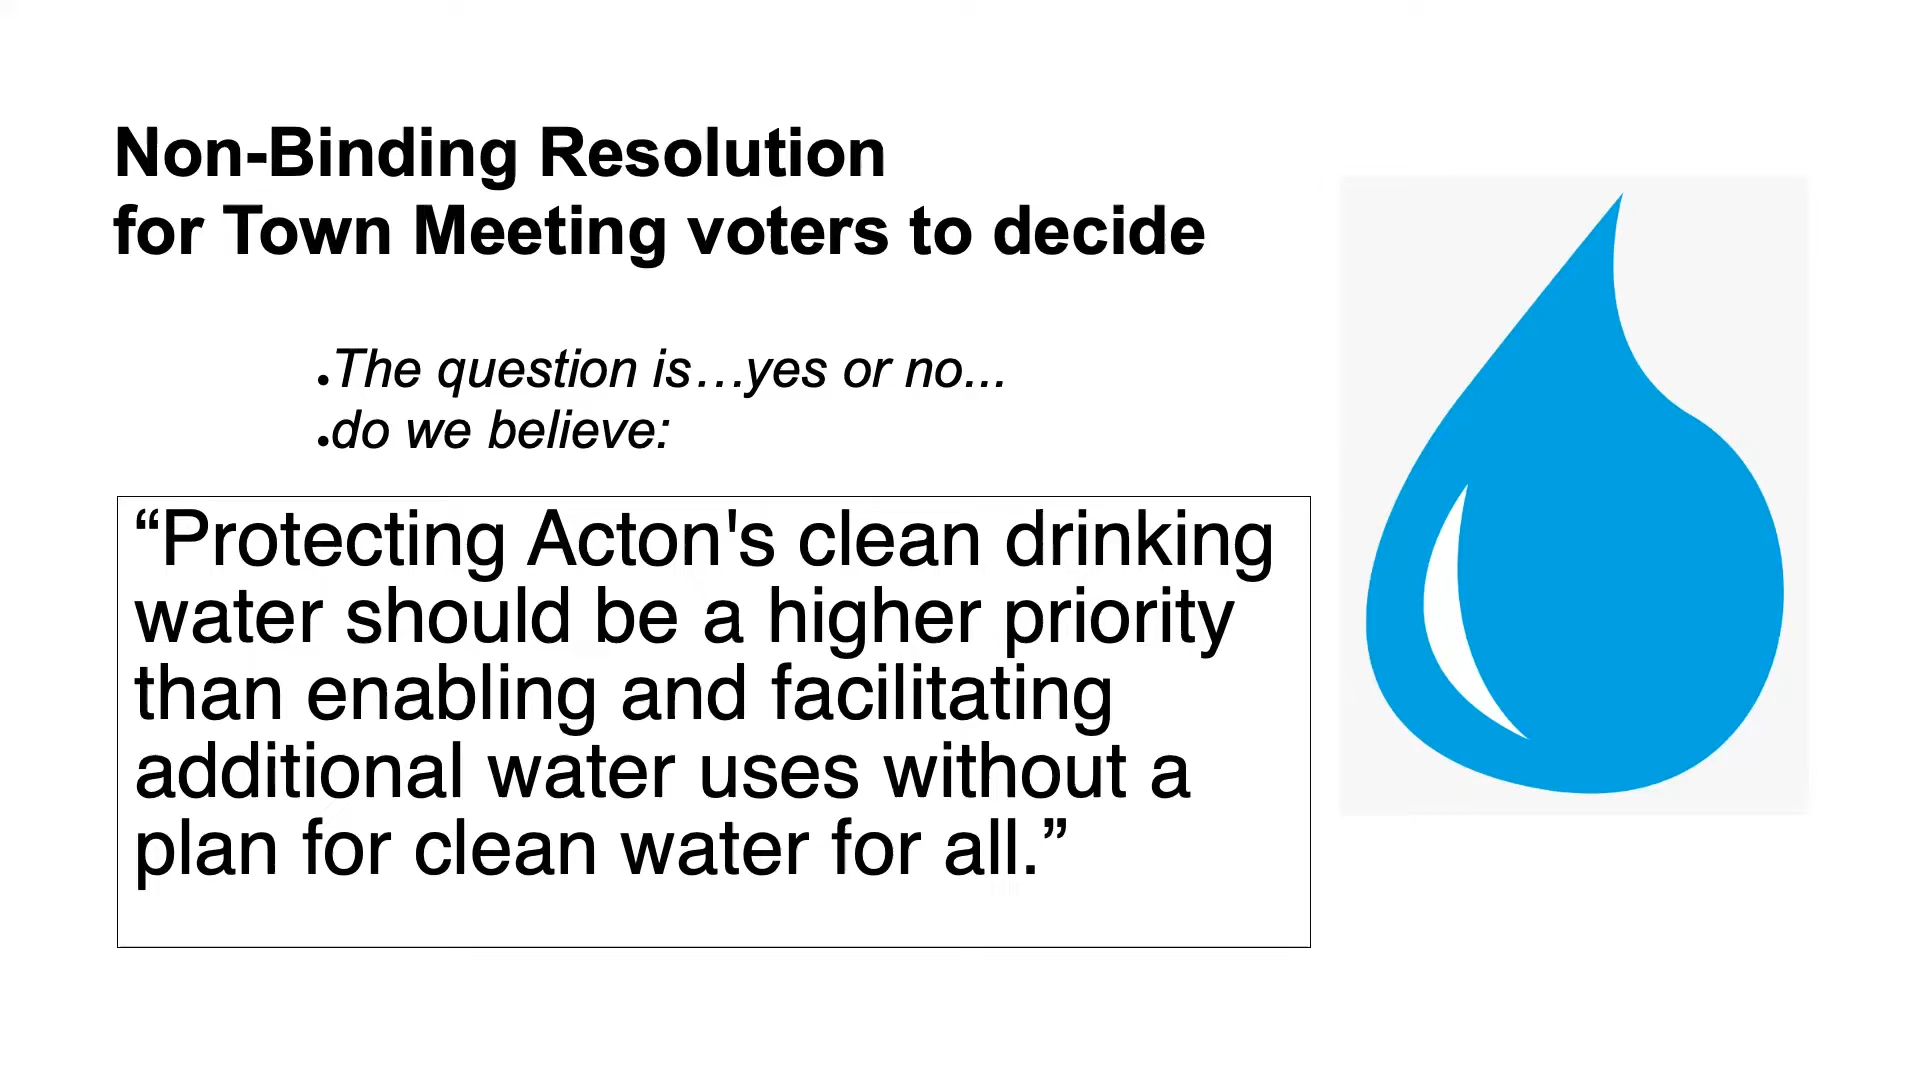 Non-Binding Resolution
for Town Meeting voters to decide
•The question is…yes or no...
•do we believe:
“Protecting Acton's clean drinking
water should be a higher priority
than enabling and facilitating
additional water uses without a
plan for clean water for all.”